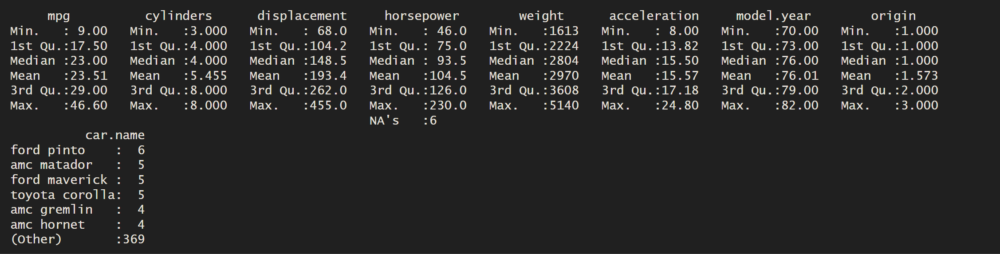 mpg          cylinders      displacement     horsepower        weight      acceleration     model.year        origin
Min.   : 9.00   Min.   :3.000   Min.   : 68.0   Min.   : 46.0   Min.   :1613   Min.   : 8.00   Min.   :70.00   Min.   :1.000
1st Qu.:17.50   1st Qu.:4.000   1st Qu.:104.2   1st Qu.: 75.0   1st Qu.:2224   1st Qu.:13.82   1st Qu.:73.00   1st Qu.:1.000
Median :23.00   Median :4.000   Median :148.5   Median : 93.5   Median :2804   Median :15.50   Median :76.00   Median :1.000
Mean   :23.51   Mean   :5.455   Mean   :193.4   Mean   :104.5   Mean   :2970   Mean   :15.57   Mean   :76.01   Mean   :1.573
3rd Qu.:29.00   3rd Qu.:8.000   3rd Qu.:262.0   3rd Qu.:126.0   3rd Qu.:3608   3rd Qu.:17.18   3rd Qu.:79.00   3rd Qu.:2.000
Max.   :46.60   Max.   :8.000   Max.   :455.0   Max.   :230.0   Max.   :5140   Max.   :24.80   Max.   :82.00   Max.   :3.000
                                                NA's   :6
          car.name
ford pinto    :  6
amc matador   :  5
ford maverick :  5
toyota corolla:  5
amc gremlin   :  4
amc hornet    :  4
(Other)       :369